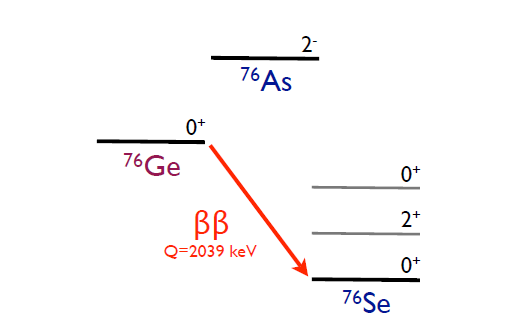 2⁻
⁷⁶As
0⁺
⁷⁶Ge
0⁺
ββ
2⁺
Q=2039 keV
0⁺
⁷⁶Se